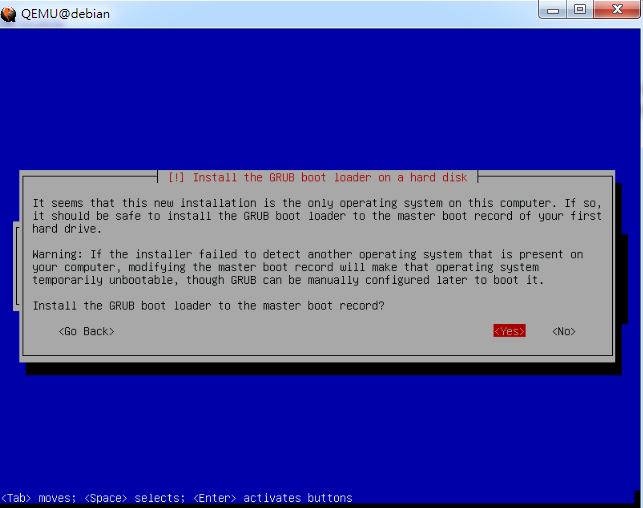 QEMU@debian
[!] Install the GRUB boot loader on a hard disk
It seems that this new installation is the only operating system on this computer. If so,
it should be safe to install the GRUB boot loader to the master boot record of your first
hard drive.
Warning: If the installer failed to detect another operating system that is present on
your computer, modifying the master boot record will make that operating system
temporarily unbootable, though GRUB can be manually configured later to boot it.
Install the GRUB boot loader to the master boot record?
<Go Back> <Yes> <No>
<Tab> moves; <Space> selects; <Enter> activates buttons